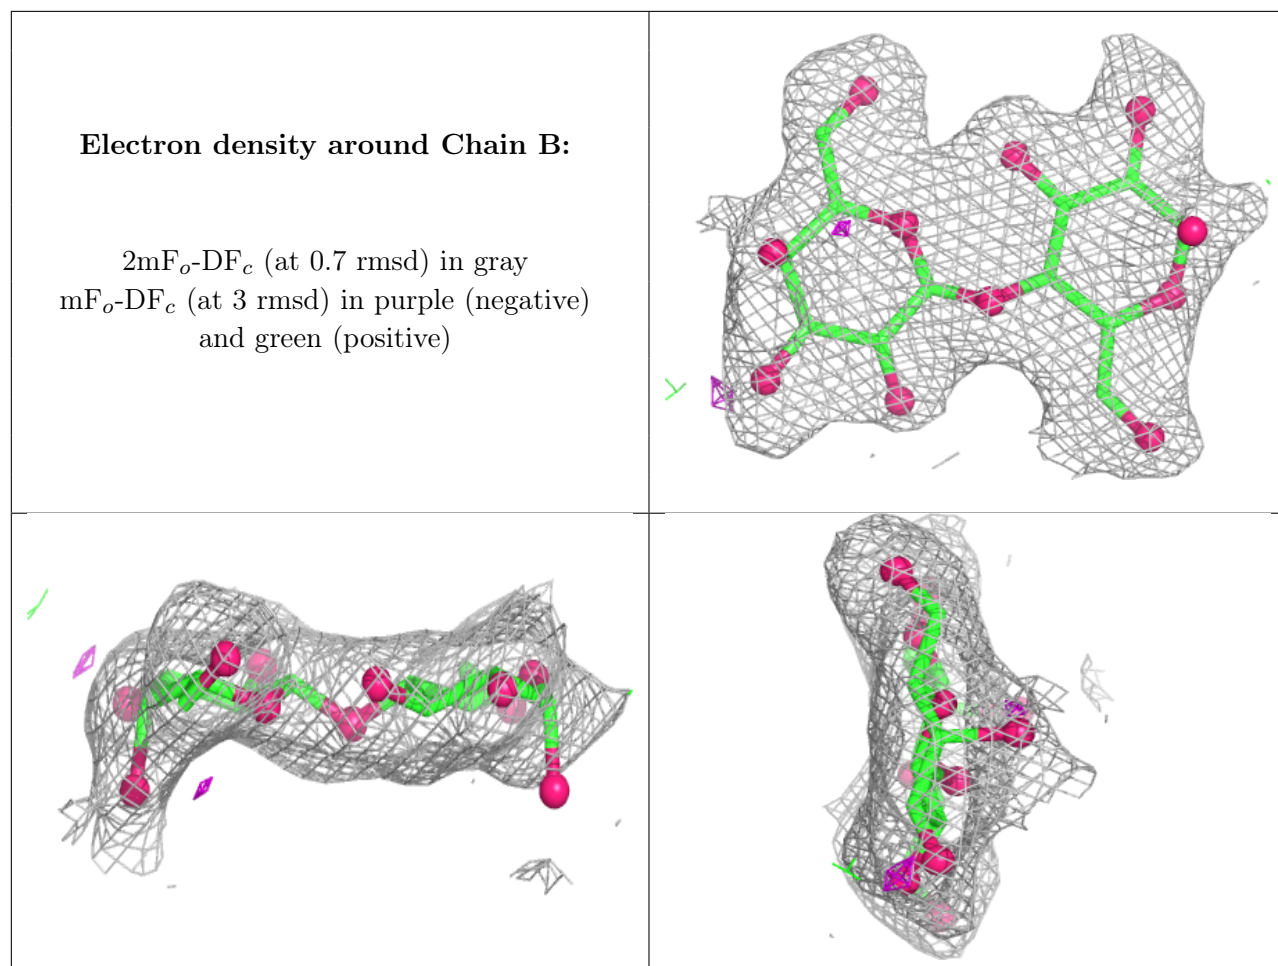 Electron density around Chain B:
2mFo-DFc (at 0.7 rmsd) in gray
mFo-DFc (at 3 rmsd) in purple (negative)
and green (positive)